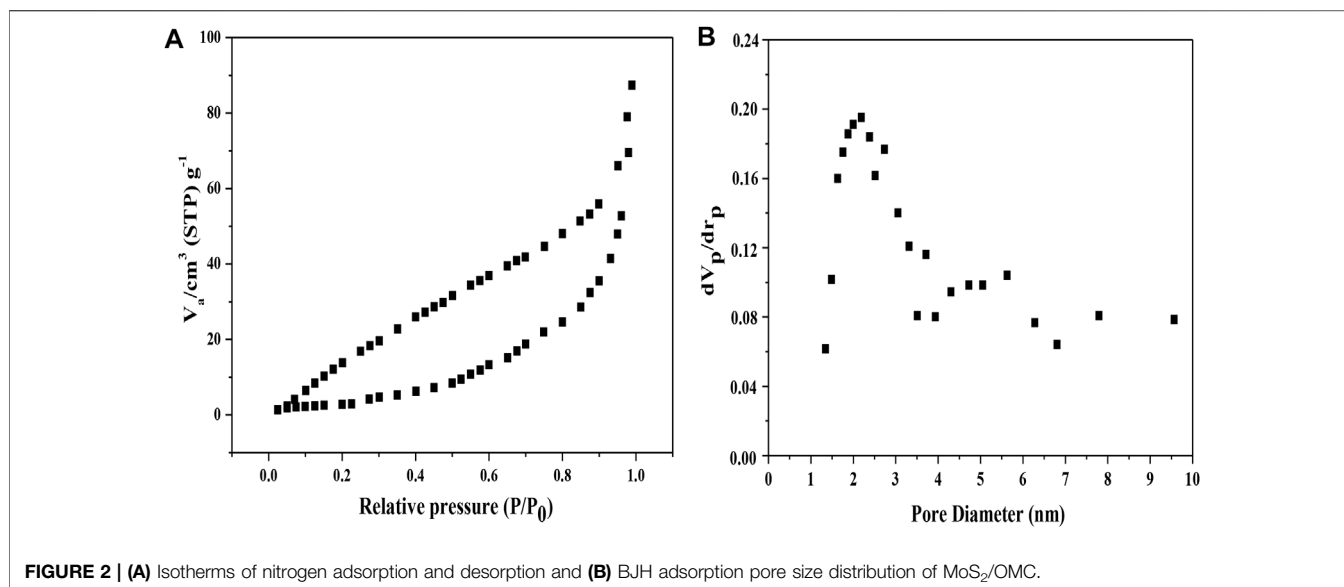 A
100
80
60
40
20
0
0.0 0.2 0.4 0.6 0.8 1.0
Vₐ/cm³ (STP) g⁻¹
Relative pressure (P/P₀)
B
0.24
0.20
0.16
0.12
0.08
0.04
0.00
0 1 2 3 4 5 6 7 8 9 10
dVp/drp
Pore Diameter (nm)
FIGURE 2 | (A) Isotherms of nitrogen adsorption and desorption and (B) BJH adsorption pore size distribution of MoS₂/OMC.